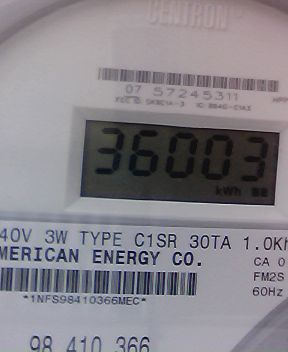 CENTRON
07 57245311
36003
kWh
40V 3W TYPE C1SR 30TA 1.0Kh
MERICAN ENERGY CO.
CA 0
FM2S
*1NFS98410366MEC*
60Hz
98 410 366